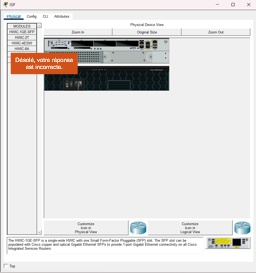 ISP
Physical Config CLI Attributes
MODULES
HWIC-1GE-SFP
HWIC-2T
HWIC-4ESW
HWIC-8A
Physical Device View
Zoom In Original Size Zoom Out
Désolé, votre réponse
est incorrecte.
Customize
Icon in
Physical View
Customize
Icon in
Logical View
The HWIC-1GE-SFP is a single-wide HWIC with one Small Form-Factor Pluggable (SFP) slot. The SFP slot can be
populated with Cisco copper and optical Gigabit Ethernet SFPs to provide 1-port Gigabit Ethernet connectivity on all Cisco
Integrated Services Routers.
Top